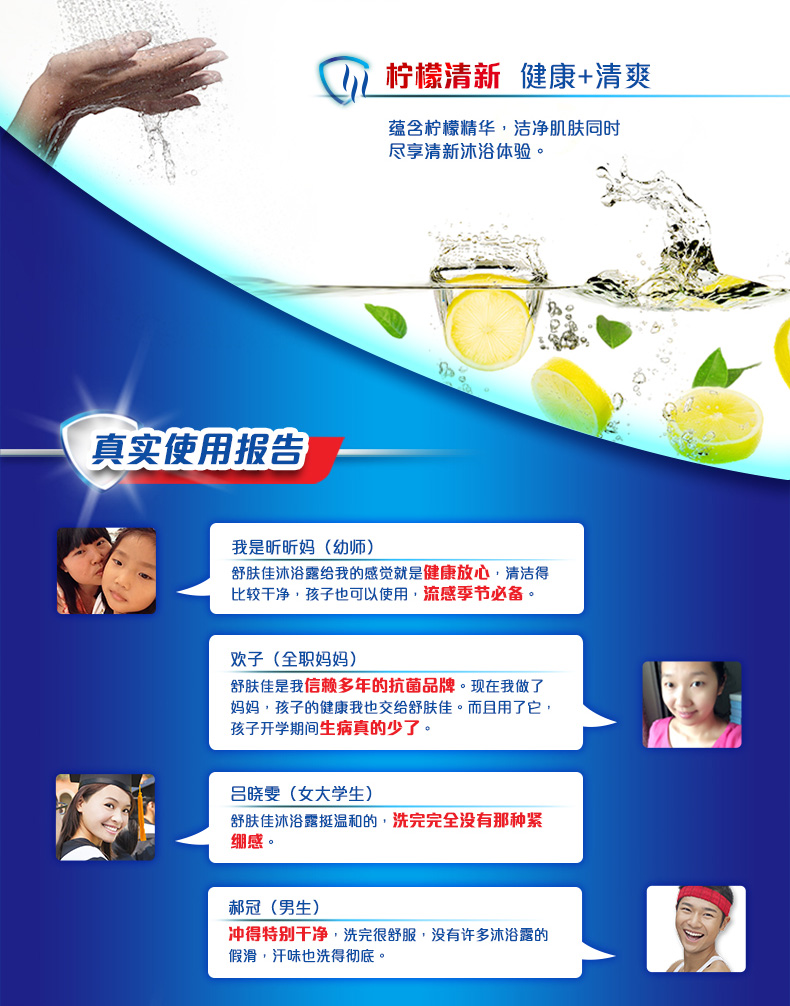 柠檬清新 健康+清爽
蕴含柠檬精华，洁净肌肤同时
尽享清新沐浴体验。
真实使用报告
我是昕昕妈（幼师）
舒肤佳沐浴露给我的感觉就是健康放心，清洁得
比较干净，孩子也可以使用，流感季节必备。
欢子（全职妈妈）
舒肤佳是我信赖多年的抗菌品牌。现在我做了
妈妈，孩子的健康我也交给舒肤佳。而且用了它，
孩子开学期间生病真的少了。
吕晓雯（女大学生）
舒肤佳沐浴露挺温和的，洗完完全没有那种紧
绷感。
郝冠（男生）
冲得特别干净，洗完很舒服，没有许多沐浴露的
假滑，汗味也洗得彻底。